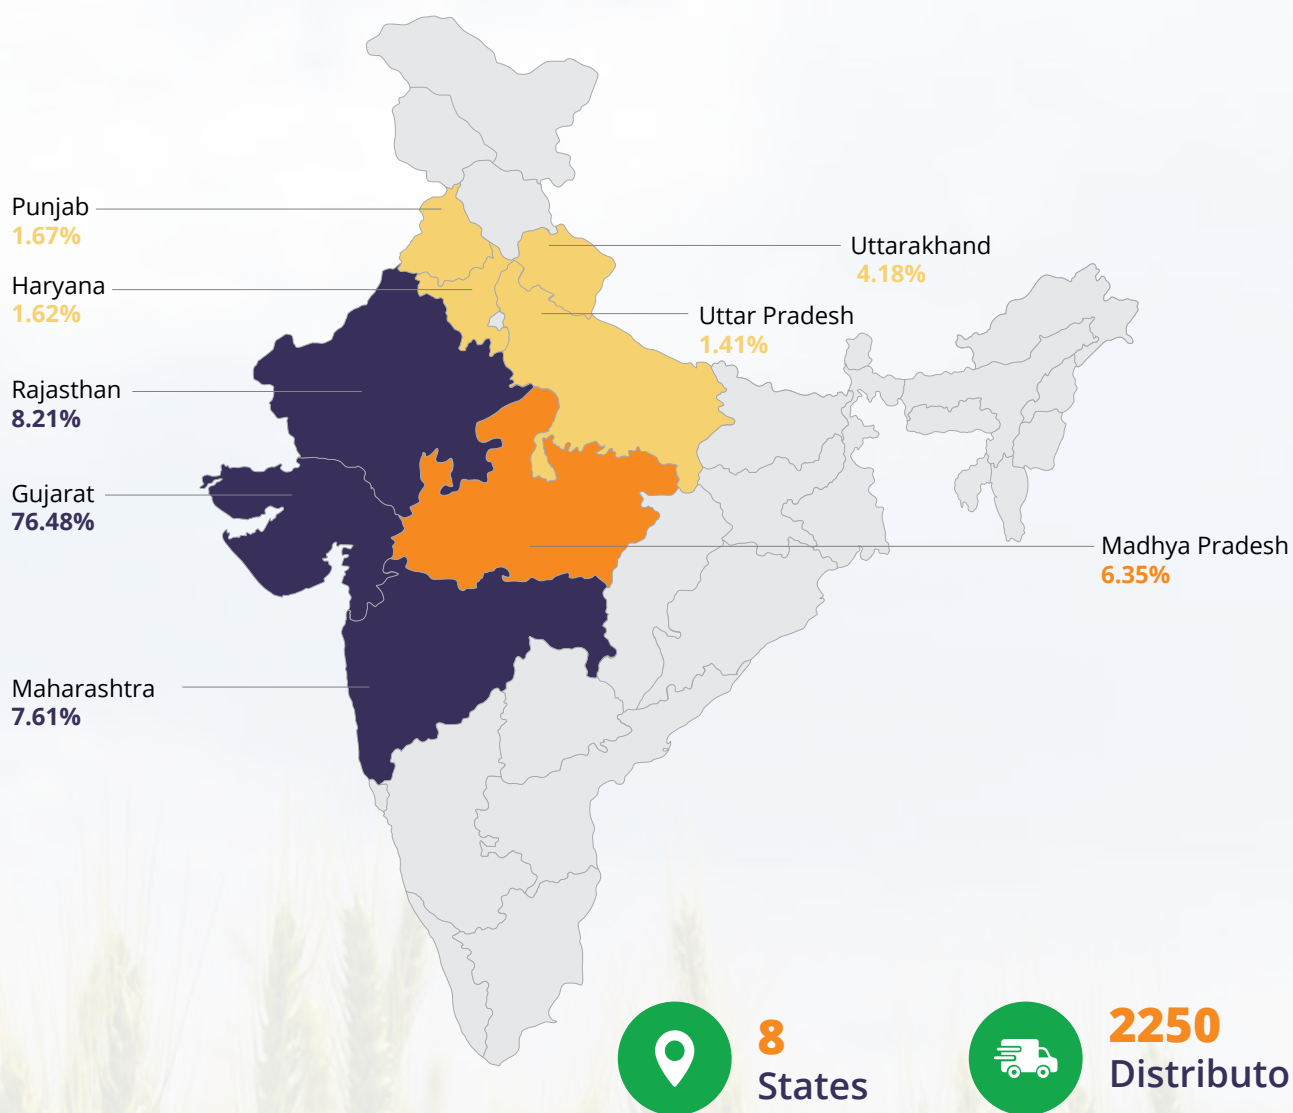 Punjab
1.67%
Haryana
1.62%
Rajasthan
8.21%
Gujarat
76.48%
Maharashtra
7.61%
Uttarakhand
4.18%
Uttar Pradesh
1.41%
Madhya Pradesh
6.35%
8
States
2250
Distributo